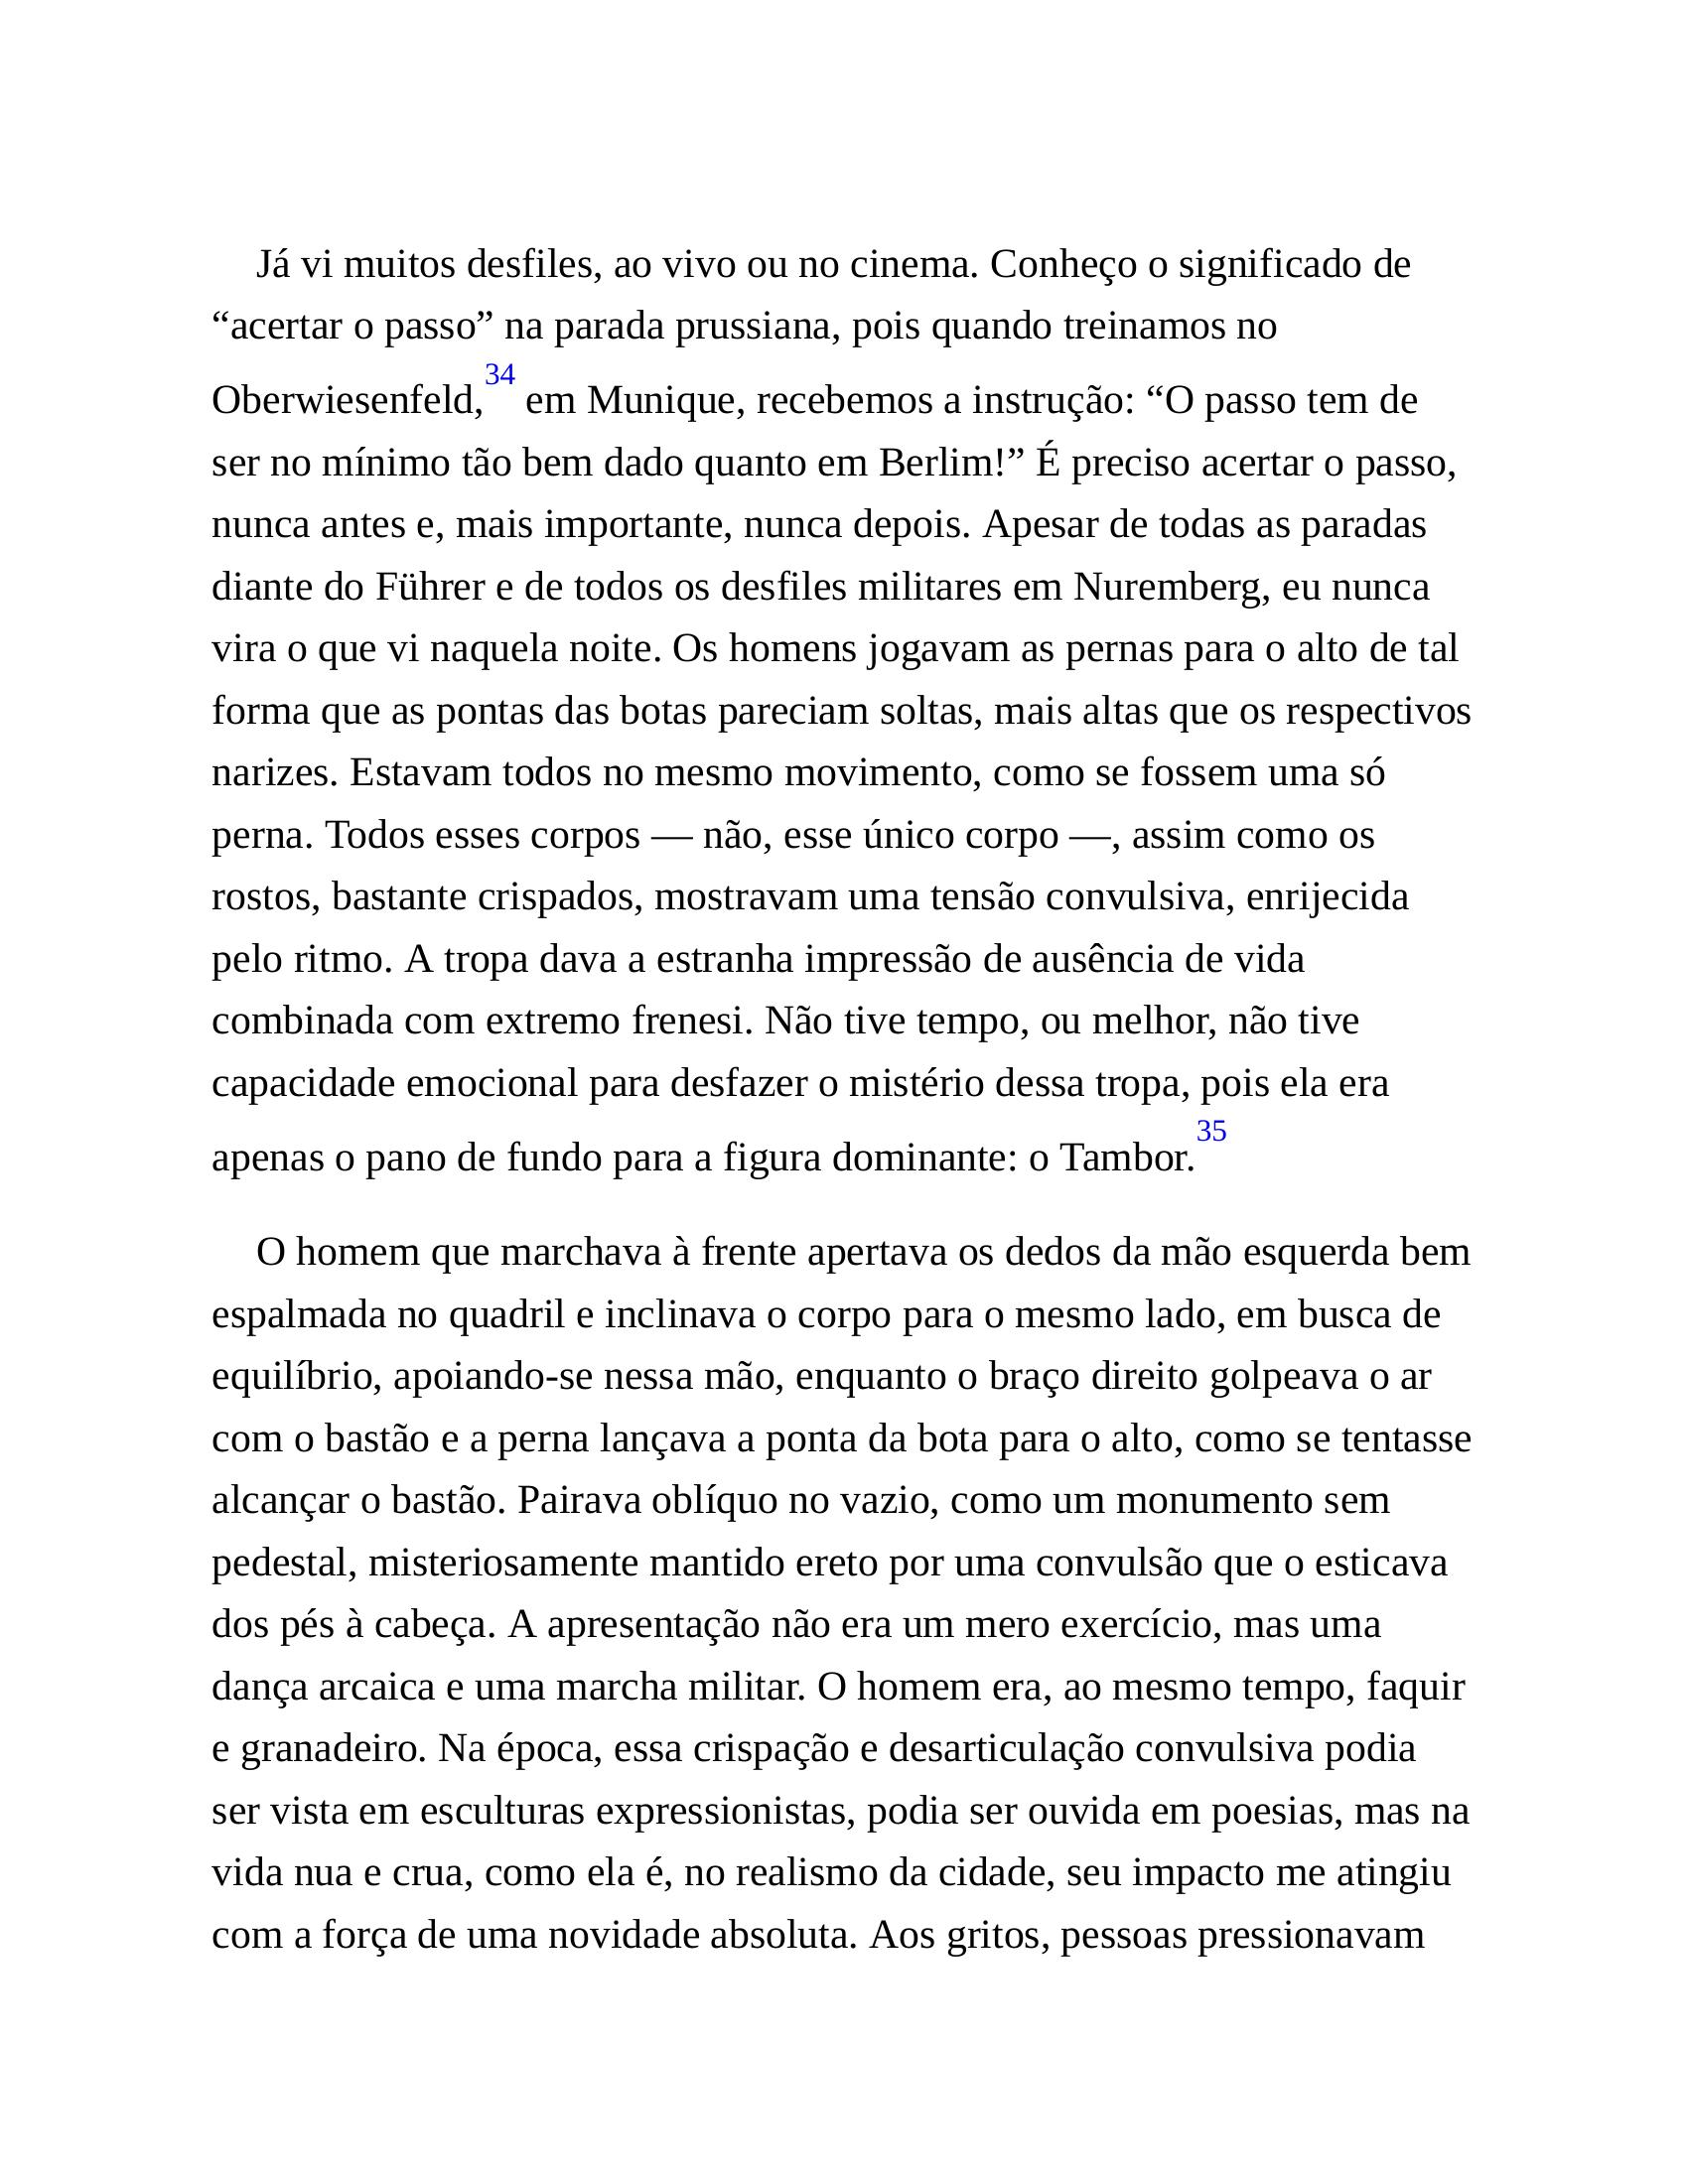 Já vi muitos desfiles, ao vivo ou no cinema. Conheço o significado de
“acertar o passo” na parada prussiana, pois quando treinamos no
Oberwiesenfeld,34 em Munique, recebemos a instrução: “O passo tem de
ser no mínimo tão bem dado quanto em Berlim!” É preciso acertar o passo,
nunca antes e, mais importante, nunca depois. Apesar de todas as paradas
diante do Führer e de todos os desfiles militares em Nuremberg, eu nunca
vira o que vi naquela noite. Os homens jogavam as pernas para o alto de tal
forma que as pontas das botas pareciam soltas, mais altas que os respectivos
narizes. Estavam todos no mesmo movimento, como se fossem uma só
perna. Todos esses corpos — não, esse único corpo —, assim como os
rostos, bastante crispados, mostravam uma tensão convulsiva, enrijecida
pelo ritmo. A tropa dava a estranha impressão de ausência de vida
combinada com extremo frenesi. Não tive tempo, ou melhor, não tive
capacidade emocional para desfazer o mistério dessa tropa, pois ela era
apenas o pano de fundo para a figura dominante: o Tambor.35
O homem que marchava à frente apertava os dedos da mão esquerda bem
espalmada no quadril e inclinava o corpo para o mesmo lado, em busca de
equilíbrio, apoiando-se nessa mão, enquanto o braço direito golpeava o ar
com o bastão e a perna lançava a ponta da bota para o alto, como se tentasse
alcançar o bastão. Pairava oblíquo no vazio, como um monumento sem
pedestal, misteriosamente mantido ereto por uma convulsão que o esticava
dos pés à cabeça. A apresentação não era um mero exercício, mas uma
dança arcaica e uma marcha militar. O homem era, ao mesmo tempo, faquir
e granadeiro. Na época, essa crispação e desarticulação convulsiva podia
ser vista em esculturas expressionistas, podia ser ouvida em poesias, mas na
vida nua e crua, como ela é, no realismo da cidade, seu impacto me atingiu
com a força de uma novidade absoluta. Aos gritos, pessoas pressionavam